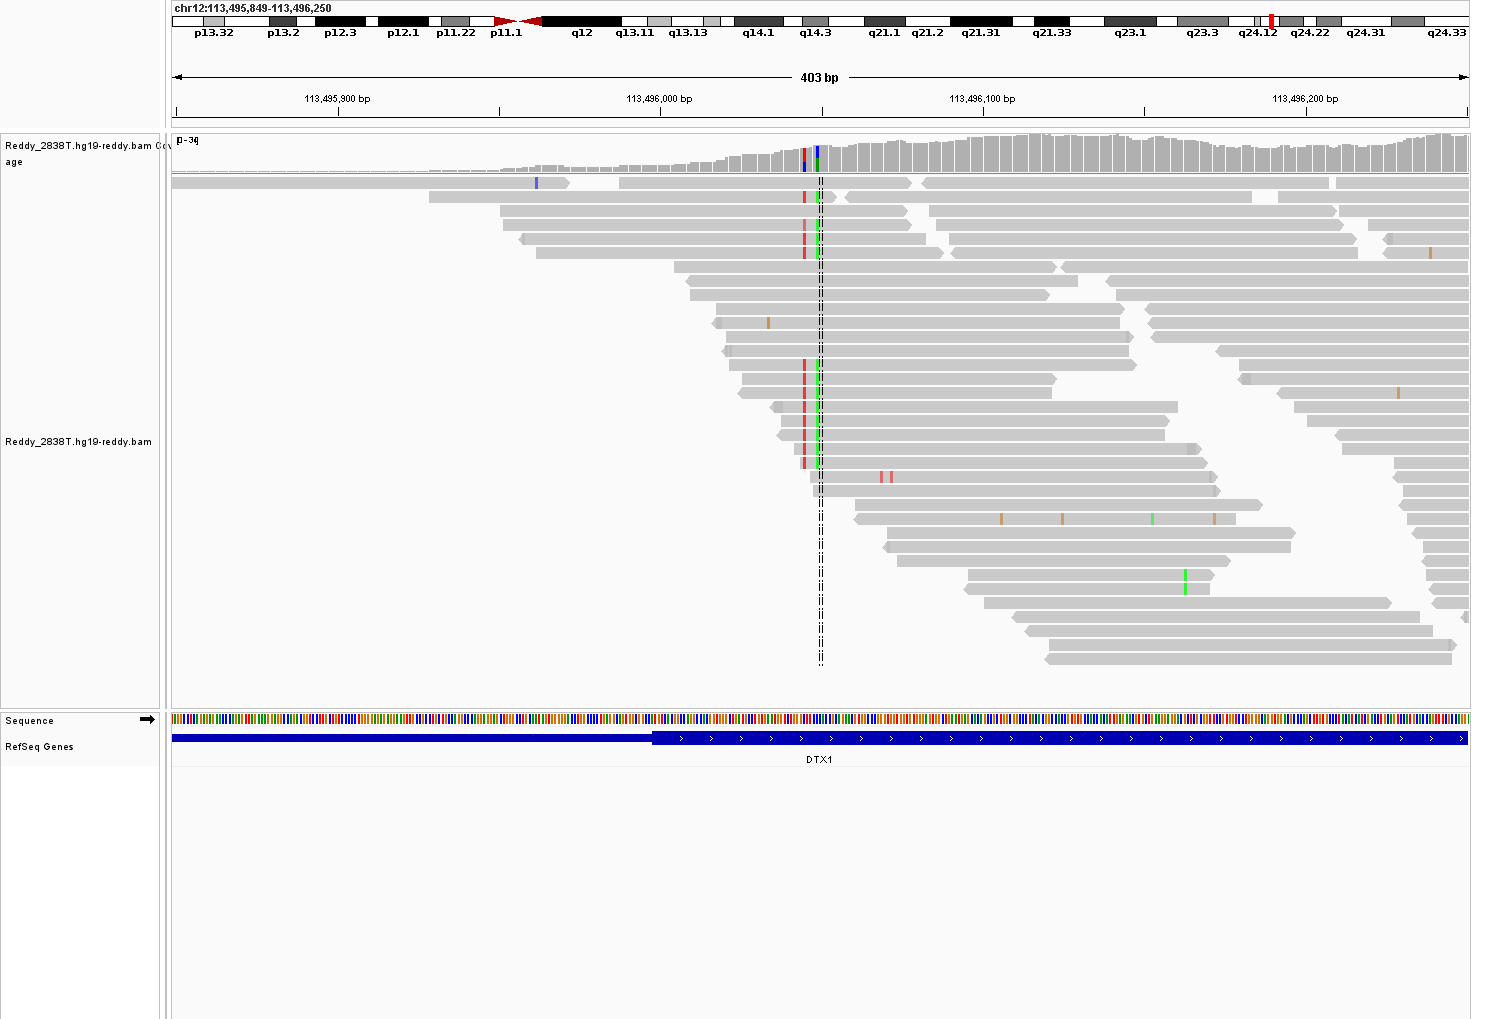 chr12:113,495,849-113,496,250
p13.32 p13.2 p12.3 p12.1 p11.22 p11.1 q12 q13.11 q13.13 q14.1 q14.3 q21.1 q21.2 q21.31 q21.33 q23.1 q23.3 q24.12 q24.22 q24.31 q24.33
403 bp
113,495,900 bp 113,496,000 bp 113,496,100 bp 113,496,200 bp
Reddy_2838T.hg19-reddy.bam Cov
age
Reddy_2838T.hg19-reddy.bam
Sequence
RefSeq Genes
DTX1